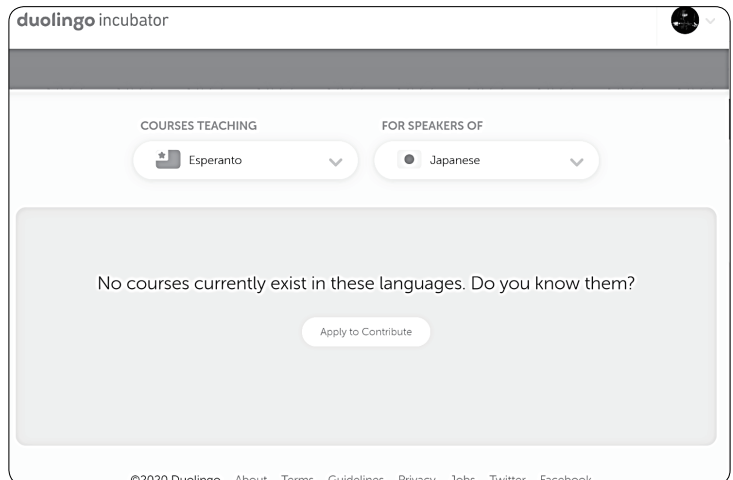 duolingo incubator
COURSES TEACHING FOR SPEAKERS OF
Esperanto Japanese
No courses currently exist in these languages. Do you know them?
Apply to Contribute
©2020 Duolingo About Terms Guidelines Privacy Jobs Twitter Facebook